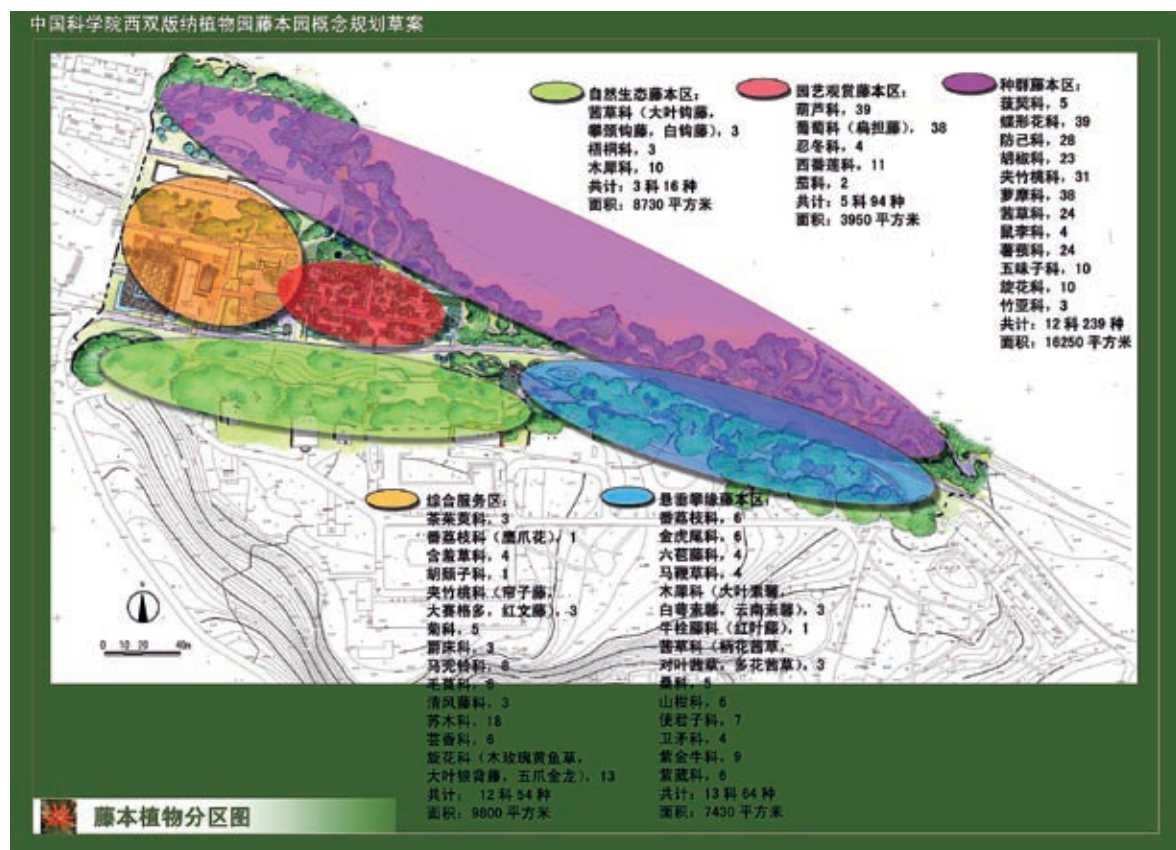 中国科学院西双版纳植物园藤本园概念规划草案
自然生态藤本区：
茜草科（大叶钩藤，
攀颈钩藤，白钩藤），3
梧桐科，3
木犀科，10
共计：3科16种
面积：8730平方米
园艺观赏藤本区：
葫芦科，39
葡萄科（扁担藤），38
忍冬科，4
西番莲科，11
茄科，2
共计：5科94种
面积：3950平方米
种群藤本区：
菝葜科，5
蝶形花科，39
防己科，28
胡椒科，23
夹竹桃科，31
萝摩科，38
茜草科，24
鼠李科，4
薯蓣科，24
五味子科，10
旋花科，10
竹亚科，3
共计：12科239种
面积：16250平方米
综合服务区：
茶茱萸科，3
番荔枝科（鹰爪花），1
含羞草科，4
胡颓子科，1
夹竹桃科（帘子藤，
大赛格多，红文藤），3
菊科，5
爵床科，3
马兜铃科，6
毛茛科，6
清风藤科，3
苏木科，18
芸香科，6
旋花科（木玫瑰黄鱼草，
大叶银背藤，五爪金龙），13
共计：12科54种
面积：9800平方米
悬垂攀缘藤本区：
番荔枝科，6
金虎尾科，6
六苞藤科，4
马鞭草科，4
木犀科（大叶素馨，
白萼素馨，云南素馨），3
牛栓藤科（红叶藤），1
茜草科（柄花茜草，
对叶茜草，多花茜草），3
桑科，5
山柑科，6
使君子科，7
卫矛科，4
紫金牛科，9
紫葳科，6
共计：13科64种
面积：7430平方米
0 10 20 40m
藤本植物分区图